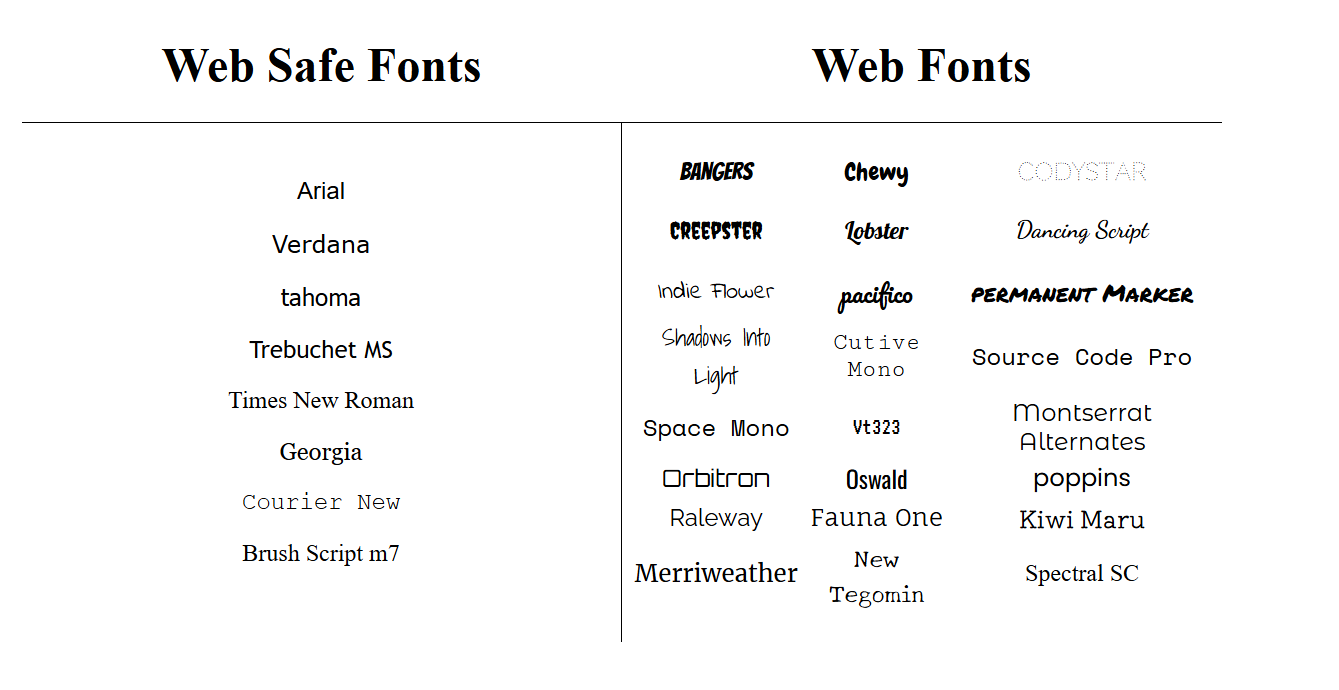 Web Safe Fonts
Web Fonts
Arial
Verdana
tahoma
Trebuchet MS
Times New Roman
Georgia
Courier New
Brush Script m7
BANGERS
Chewy
CODYSTAR
CREEPSTER
Lobster
Dancing Script
Indie Flower
pacifico
PERMANENT MARKER
Shadows Into
Light
Cutive
Mono
Source Code Pro
Space Mono
Vt323
Montserrat
Alternates
Orbitron
Oswald
poppins
Raleway
Fauna One
Kiwi Maru
Merriweather
New
Tegomin
Spectral SC